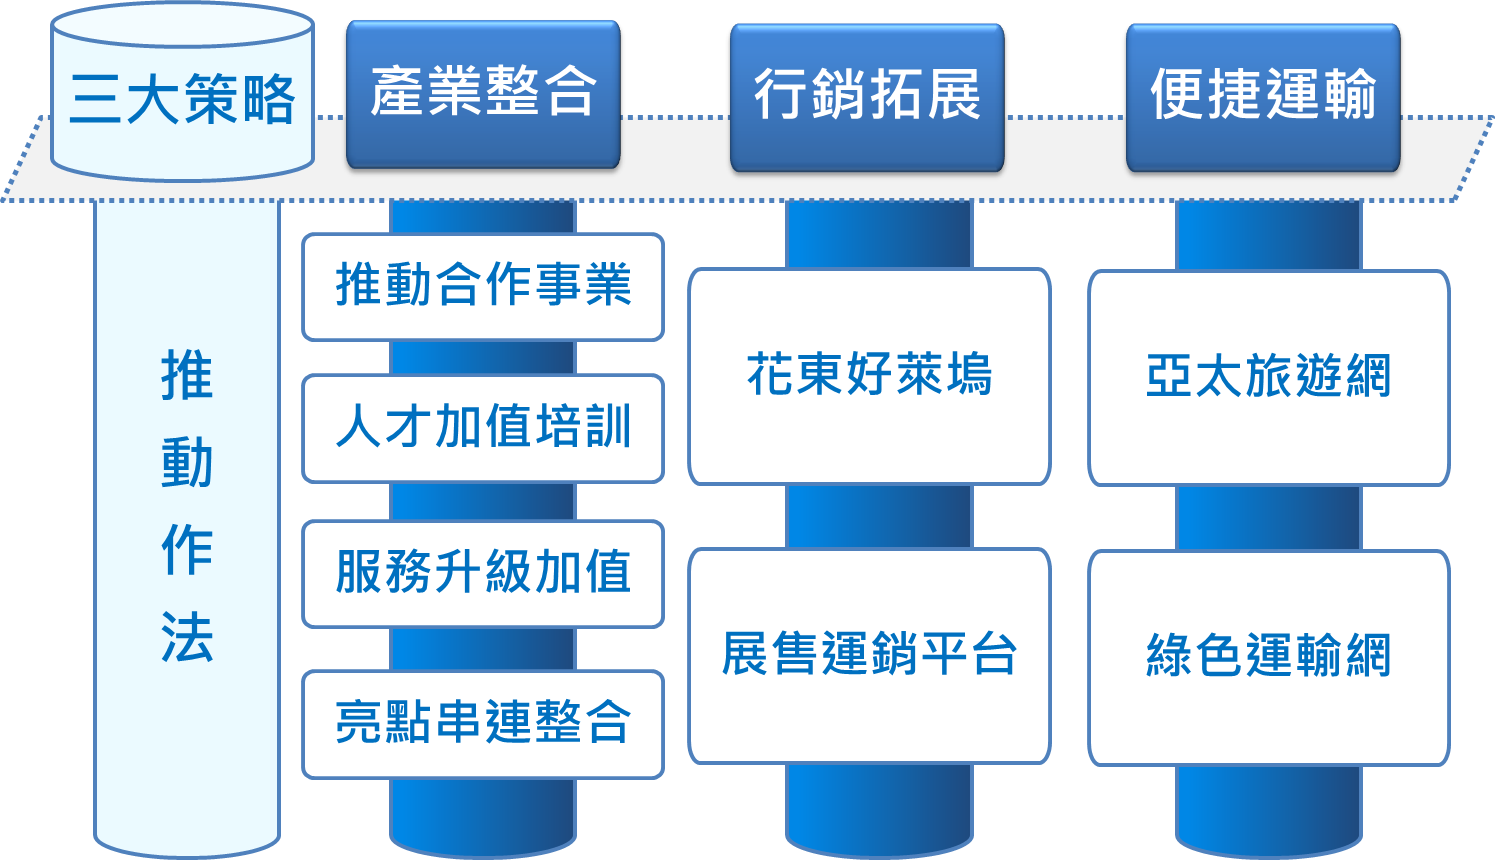 三大策略
產業整合
行銷拓展
便捷運輸
推動作法
推動合作事業
人才加值培訓
服務升級加值
亮點串連整合
花東好萊塢
展售運銷平台
亞太旅遊網
綠色運輸網